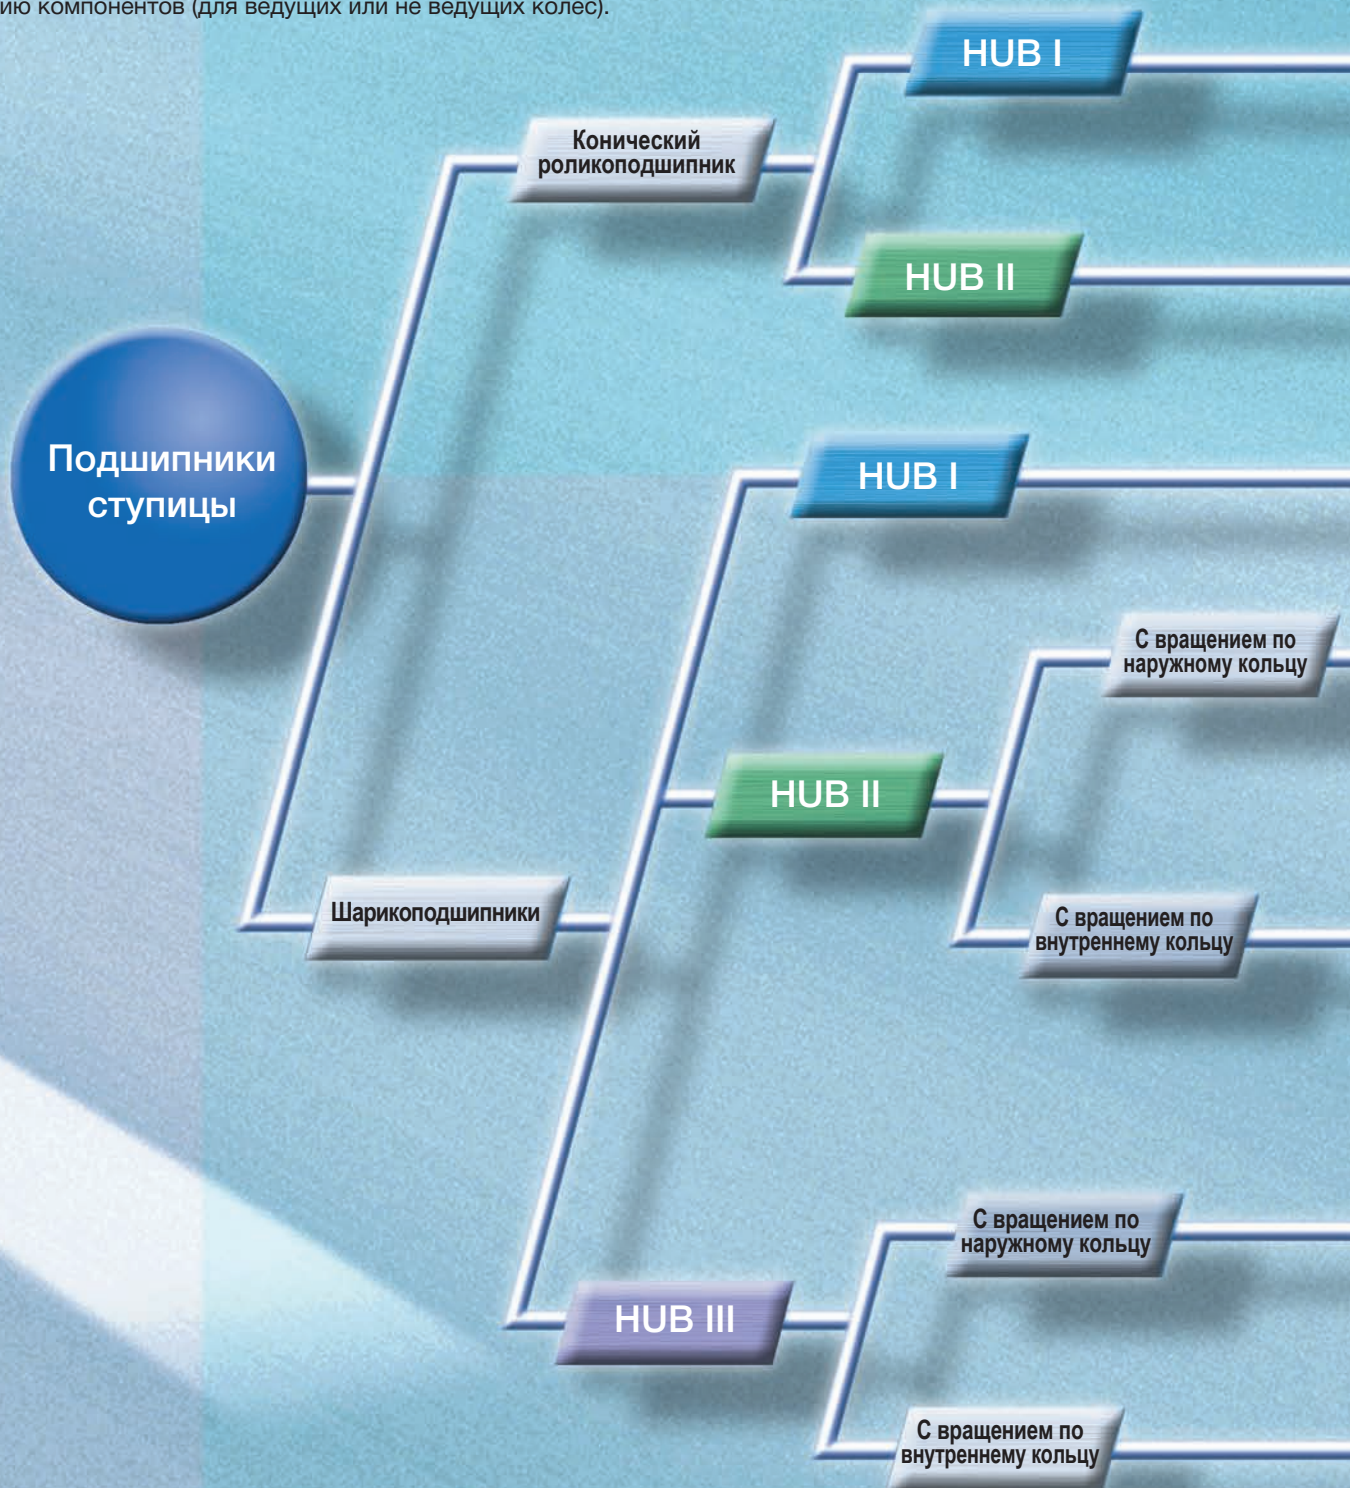 компонентов (для ведущих или не ведущих колес).
HUB I
Конический
роликоподшипник
HUB II
Подшипники
ступицы
HUB I
С вращением по
наружному кольцу
HUB II
Шарикоподшипники
С вращением по
внутреннему кольцу
С вращением по
наружному кольцу
HUB III
С вращением по
внутреннему кольцу